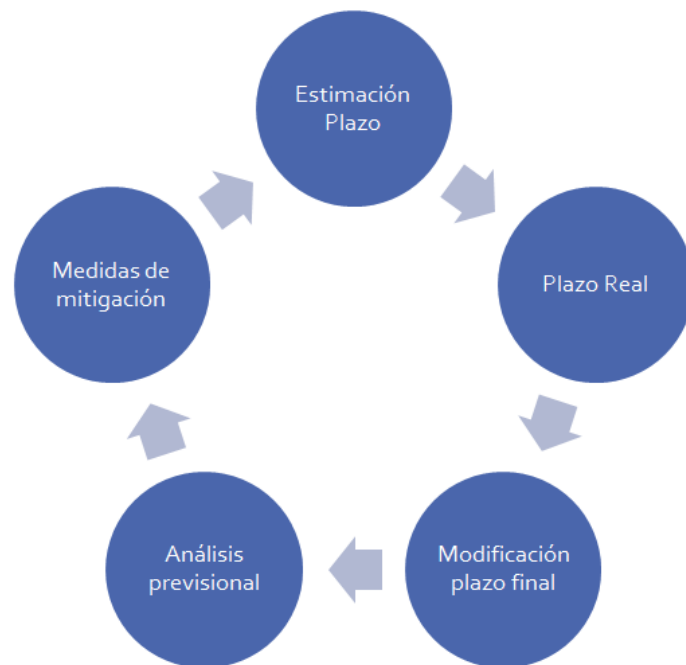 Estimación
Plazo
Plazo Real
Modificación
plazo final
Análisis
previsional
Medidas de
mitigación